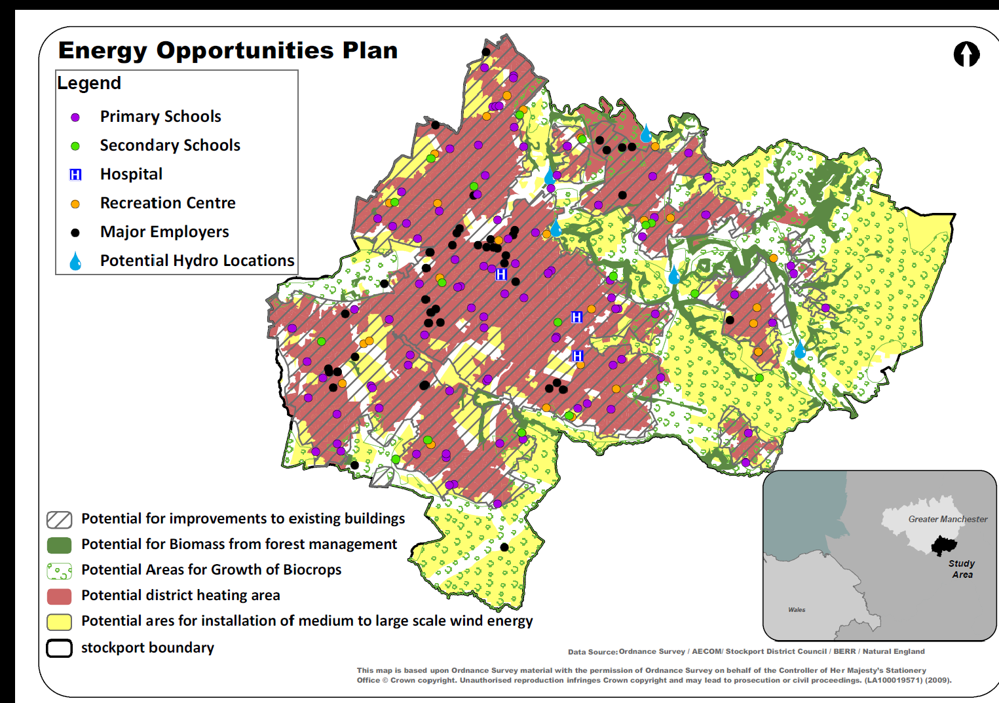 Energy Opportunities Plan
Legend
Primary Schools
Secondary Schools
H Hospital
Recreation Centre
Major Employers
Potential Hydro Locations
H
H
H
Potential for improvements to existing buildings
Potential for Biomass from forest management
Potential Areas for Growth of Biocrops
Potential district heating area
Potential ares for installation of medium to large scale wind energy
stockport boundary
Greater Manchester
Study
Area
Wales
Data Source: Ordnance Survey / AECOM/ Stockport District Council / BERR / Natural England
This map is based upon Ordnance Survey material with the permission of Ordnance Survey on behalf of the Controller of Her Majesty's Stationery
Office © Crown copyright. Unauthorised reproduction infringes Crown copyright and may lead to prosecution or civil proceedings. (LA100019571) (2009).